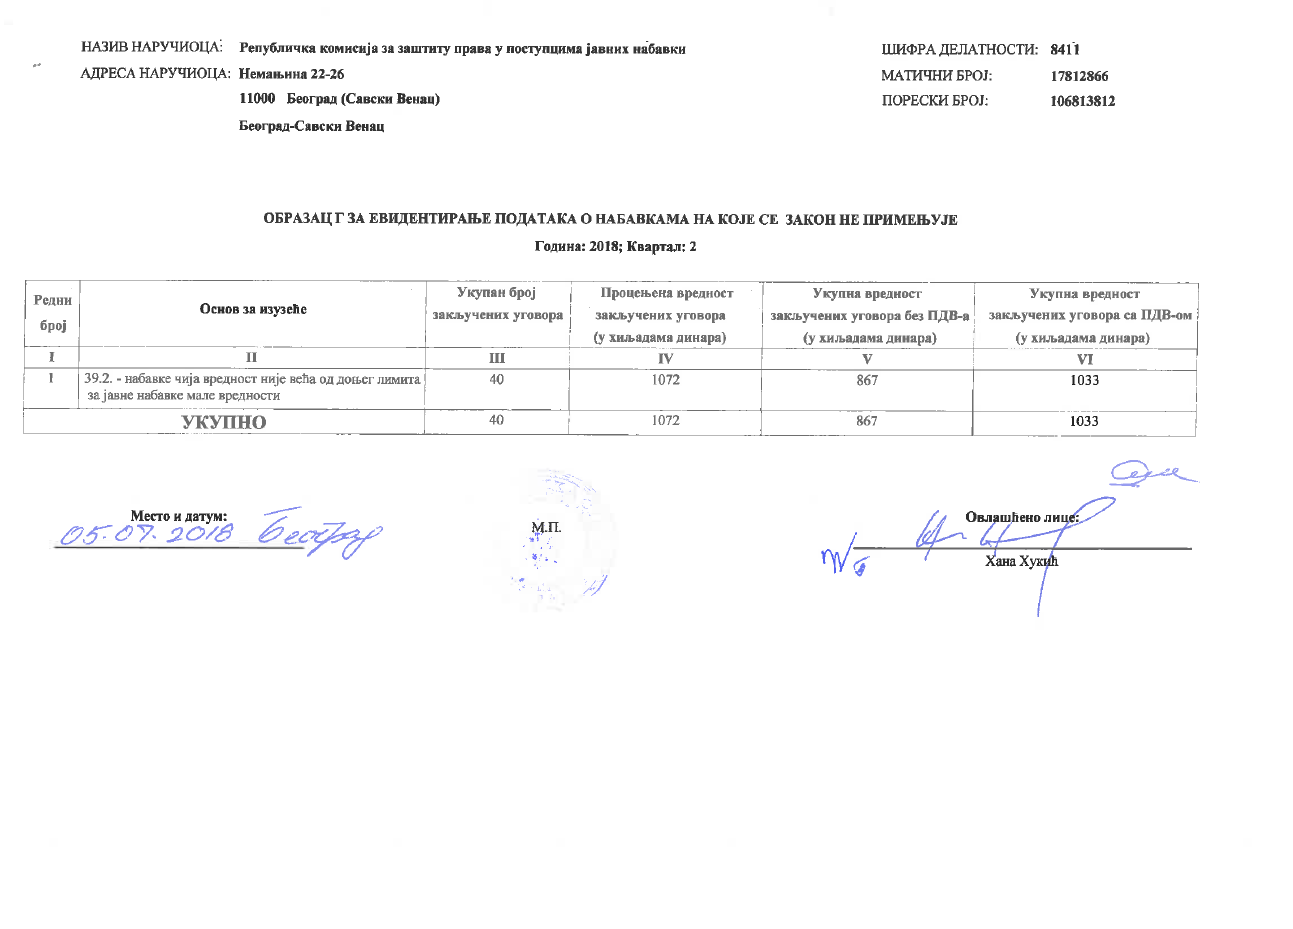 НАЗИВ НАРУЧИОЦА: Републичка комисија за заштиту права у поступцима јавних набавки
АДРЕСА НАРУЧИОЦА: Немањина 22-26
11000 Београд (Савски Венац)
Београд-Савски Венац
ШИФРА ДЕЛАТНОСТИ: 8411
МАТИЧНИ БРОЈ: 17812866
ПОРЕСКИ БРОЈ: 106813812
ОБРАЗАЦ Г ЗА ЕВИДЕНТИРАЊЕ ПОДАТАКА О НАБАВКАМА НА КОЈЕ СЕ ЗАКОН НЕ ПРИМЕЊУЈЕ
Година: 2018; Квартал: 2
Редни број
Основ за изузеће
Укупан број
закључених уговора
Процењена вредност
закључених уговора
(у хиљадама динара)
Укупна вредност
закључених уговора без ПДВ-а
(у хиљадама динара)
Укупна вредност
закључених уговора са ПДВ-ом
(у хиљадама динара)
I II III IV V VI
1 39.2. - набавке чија вредност није већа од доњег лимита
за јавне набавке мале вредности 40 1072 867 1033
УКУПНО 40 1072 867 1033
Место и датум:
05.07.2018 Београд
М.П.
Овлашћено лице:
Хана Хукић